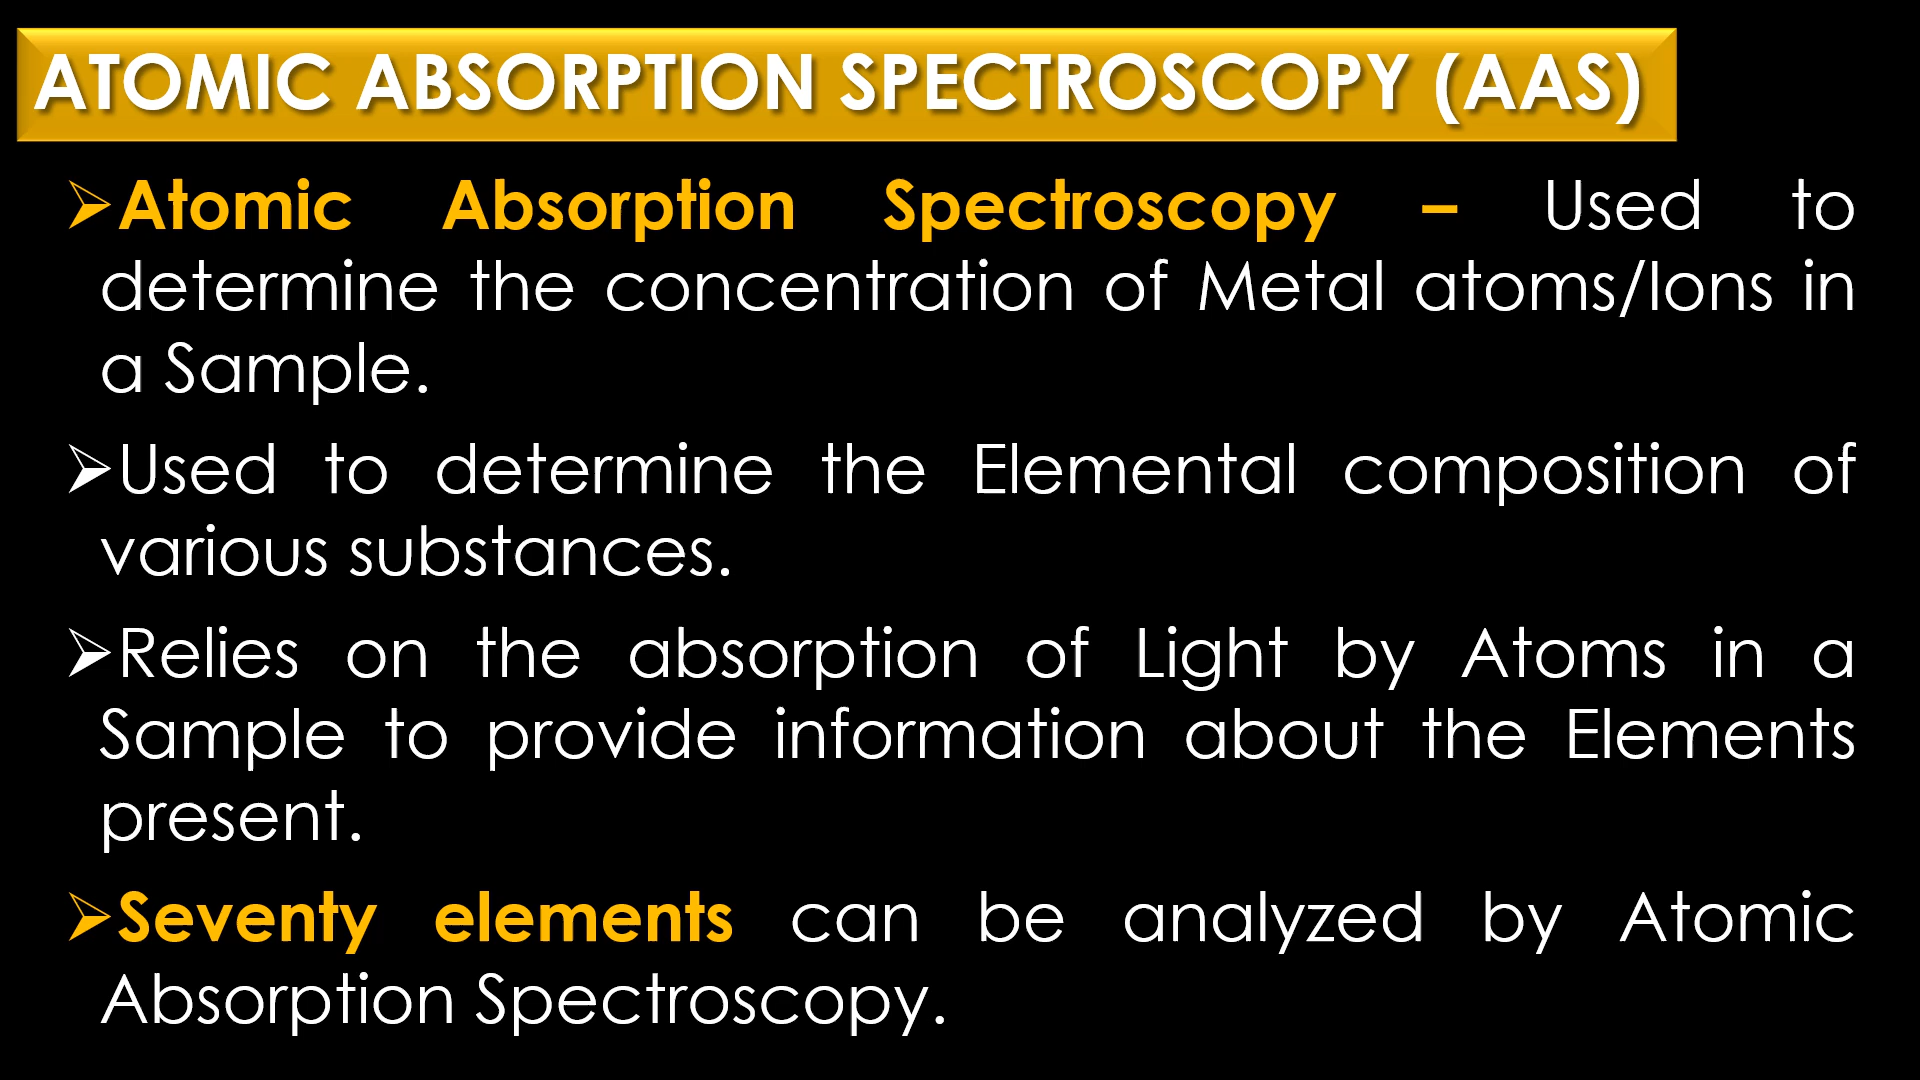 ATOMIC ABSORPTION SPECTROSCOPY (AAS)
➢Atomic Absorption Spectroscopy – Used to
determine the concentration of Metal atoms/Ions in
a Sample.
➢Used to determine the Elemental composition of
various substances.
➢Relies on the absorption of Light by Atoms in a
Sample to provide information about the Elements
present.
➢Seventy elements can be analyzed by Atomic
Absorption Spectroscopy.